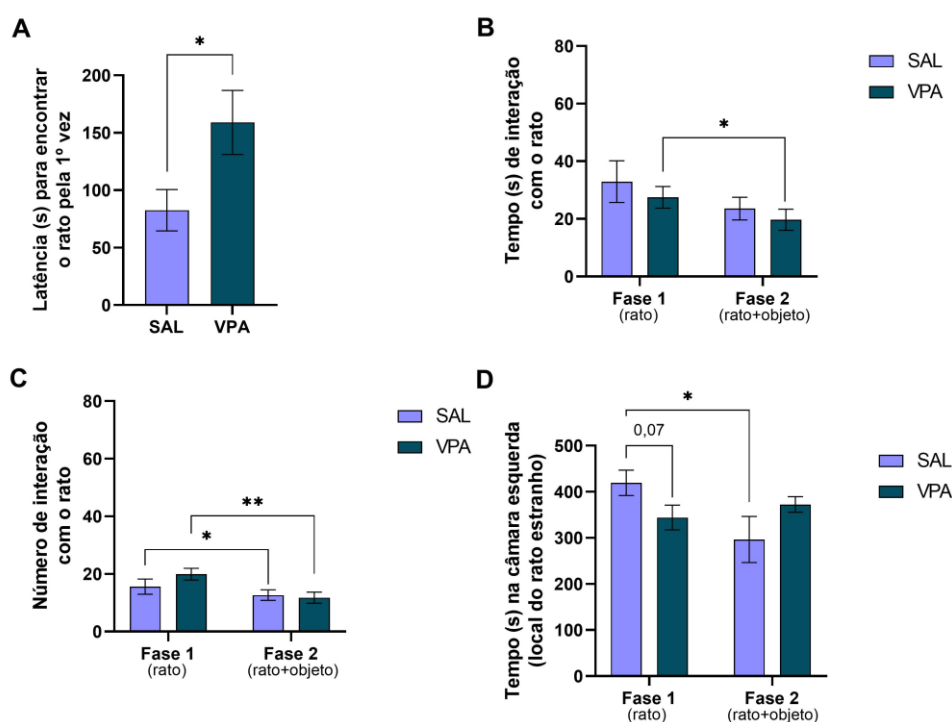 A
Latência (s) para encontrar
o rato pela 1º vez
200
150
100
50
0
*
SAL
VPA
B
Tempo (s) de interação
com o rato
80
60
40
20
0
*
SAL
VPA
Fase 1
(rato)
Fase 2
(rato+objeto)
C
Número de interação
com o rato
80
60
40
20
0
**
*
SAL
VPA
Fase 1
(rato)
Fase 2
(rato+objeto)
D
Tempo (s) na câmara esquerda
(local do rato estranho)
500
400
300
200
100
0
*
0,07
SAL
VPA
Fase 1
(rato)
Fase 2
(rato+objeto)